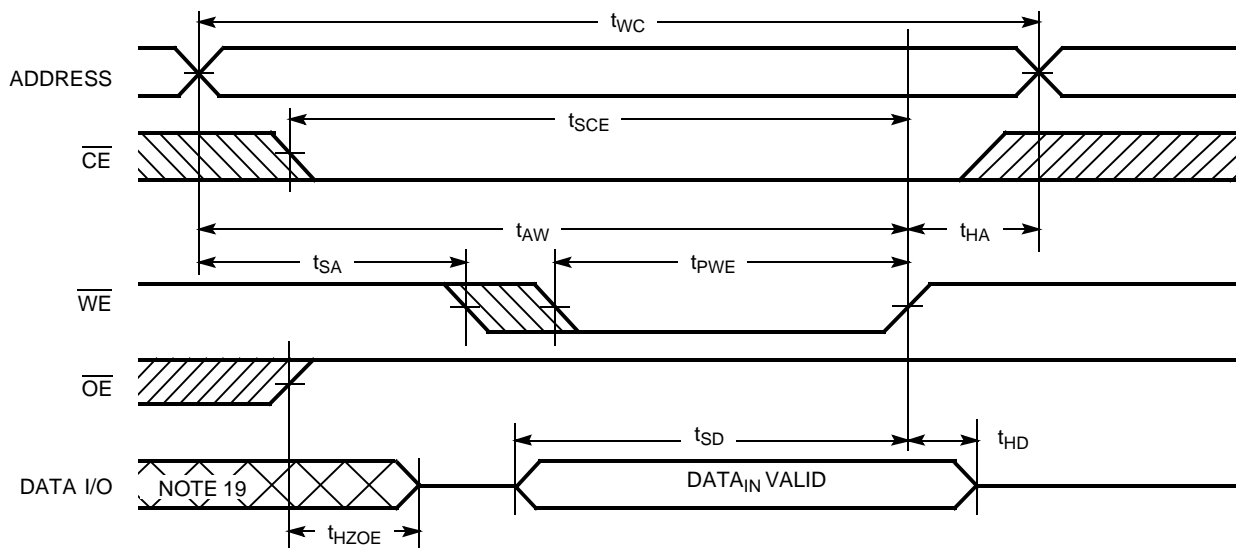 tWC
ADDRESS
tSCE
CE
tAW
tHA
tSA
tPWE
WE
OE
tSD
tHD
DATA I/O
NOTE 19
DATAIN VALID
tHZOE